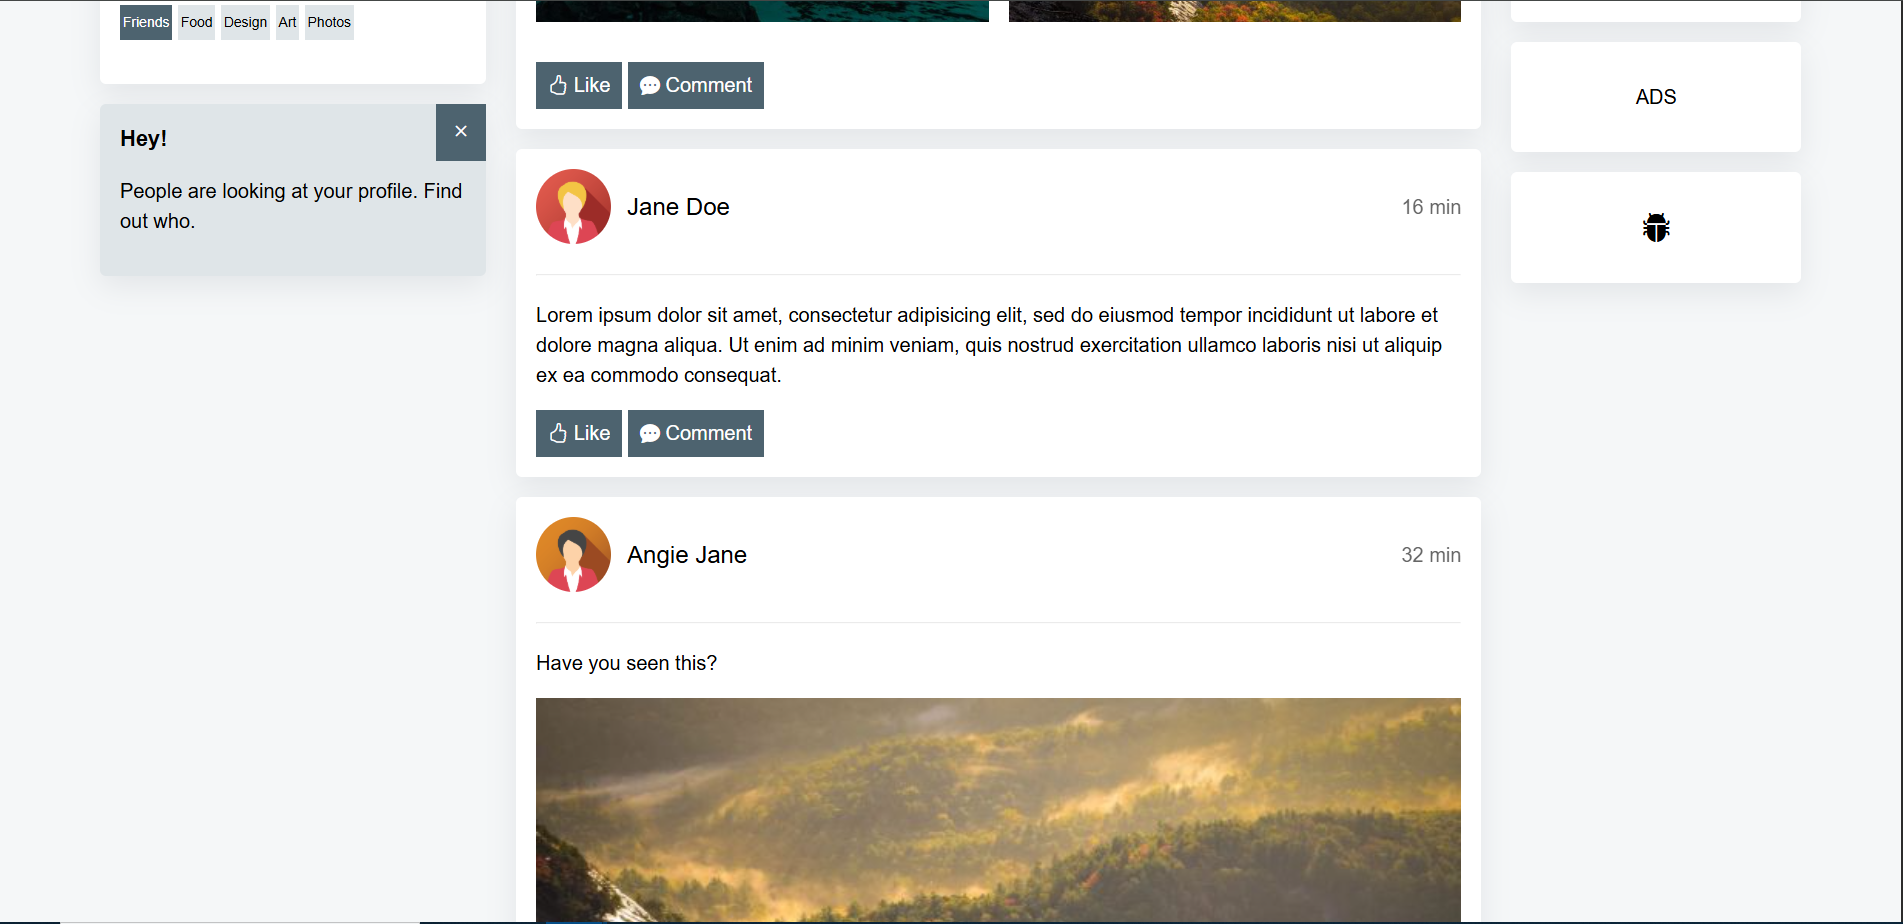 Friends Food Design Art Photos
Hey!
×
People are looking at your profile. Find
out who.
Like Comment
Jane Doe
16 min
Lorem ipsum dolor sit amet, consectetur adipisicing elit, sed do eiusmod tempor incididunt ut labore et
dolore magna aliqua. Ut enim ad minim veniam, quis nostrud exercitation ullamco laboris nisi ut aliquip
ex ea commodo consequat.
Like Comment
Angie Jane
32 min
Have you seen this?
ADS